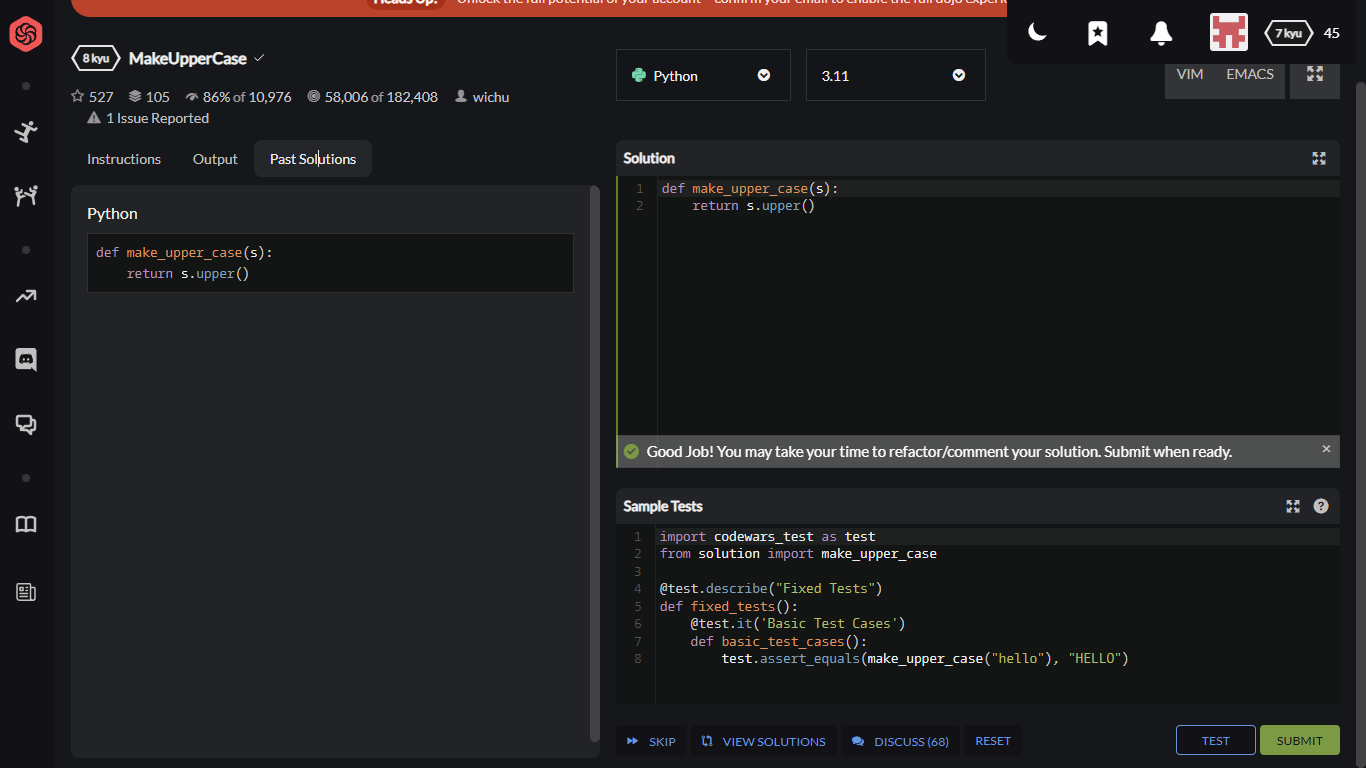 Heads Up! Unlock the full potential of your account - confirm your email to enable the full dojo
7 kyu 45
8 kyu MakeUpperCase
Python 3.11 VIM EMACS
527 105 86% of 10,976 58,006 of 182,408 wichu
1 Issue Reported
Instructions Output Past Solutions
Python
def make_upper_case(s):
    return s.upper()
Solution
1 def make_upper_case(s):
2     return s.upper()
Good Job! You may take your time to refactor/comment your solution. Submit when ready. ×
Sample Tests ?
1 import codewars_test as test
2 from solution import make_upper_case
3
4 @test.describe("Fixed Tests")
5 def fixed_tests():
6     @test.it('Basic Test Cases')
7     def basic_test_cases():
8         test.assert_equals(make_upper_case("hello"), "HELLO")
SKIP VIEW SOLUTIONS DISCUSS (68) RESET TEST SUBMIT